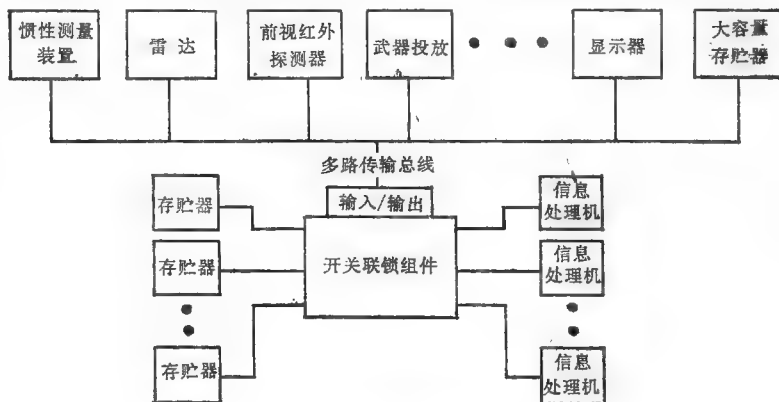 惯性测量
装置
雷达
前视红外
探测器
武器投放
显示器
大容量
存贮器
多路传输总线
输入/输出
存贮器
信息
处理机
开关联锁组件
存贮器
信息
处理机
存贮器
信息
处理机